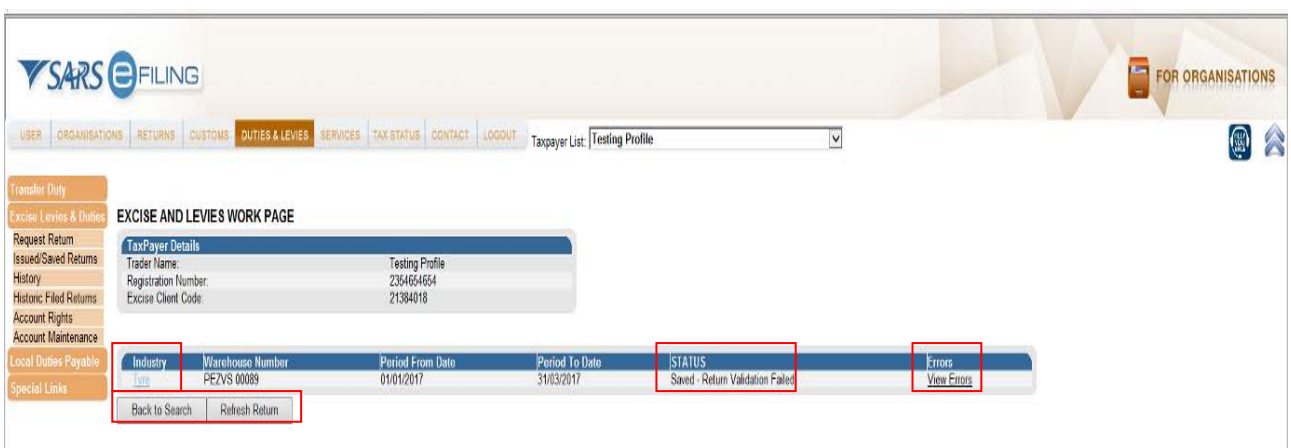 SARS eFILING
FOR ORGANISATIONS
USER ORGANISATIONS RETURNS CUSTOMS DUTIES & LEVIES SERVICES TAX STATUS CONTACT LOGOUT Taxpayer List: Testing Profile
Transfer Duty
Excise Levies & Duties
Request Return
Issued/Saved Returns
History
Historic Filed Returns
Account Rights
Account Maintenance
Local Duties Payable
Special Links
EXCISE AND LEVIES WORK PAGE
TaxPayer Details
Trader Name: Testing Profile
Registration Number: 2354654654
Excise Client Code: 21384018
Industry Warehouse Number Period From Date Period To Date STATUS Errors
Tyre PEZVS 00089 01/01/2017 31/03/2017 Saved - Return Validation Failed View Errors
Back to Search Refresh Return